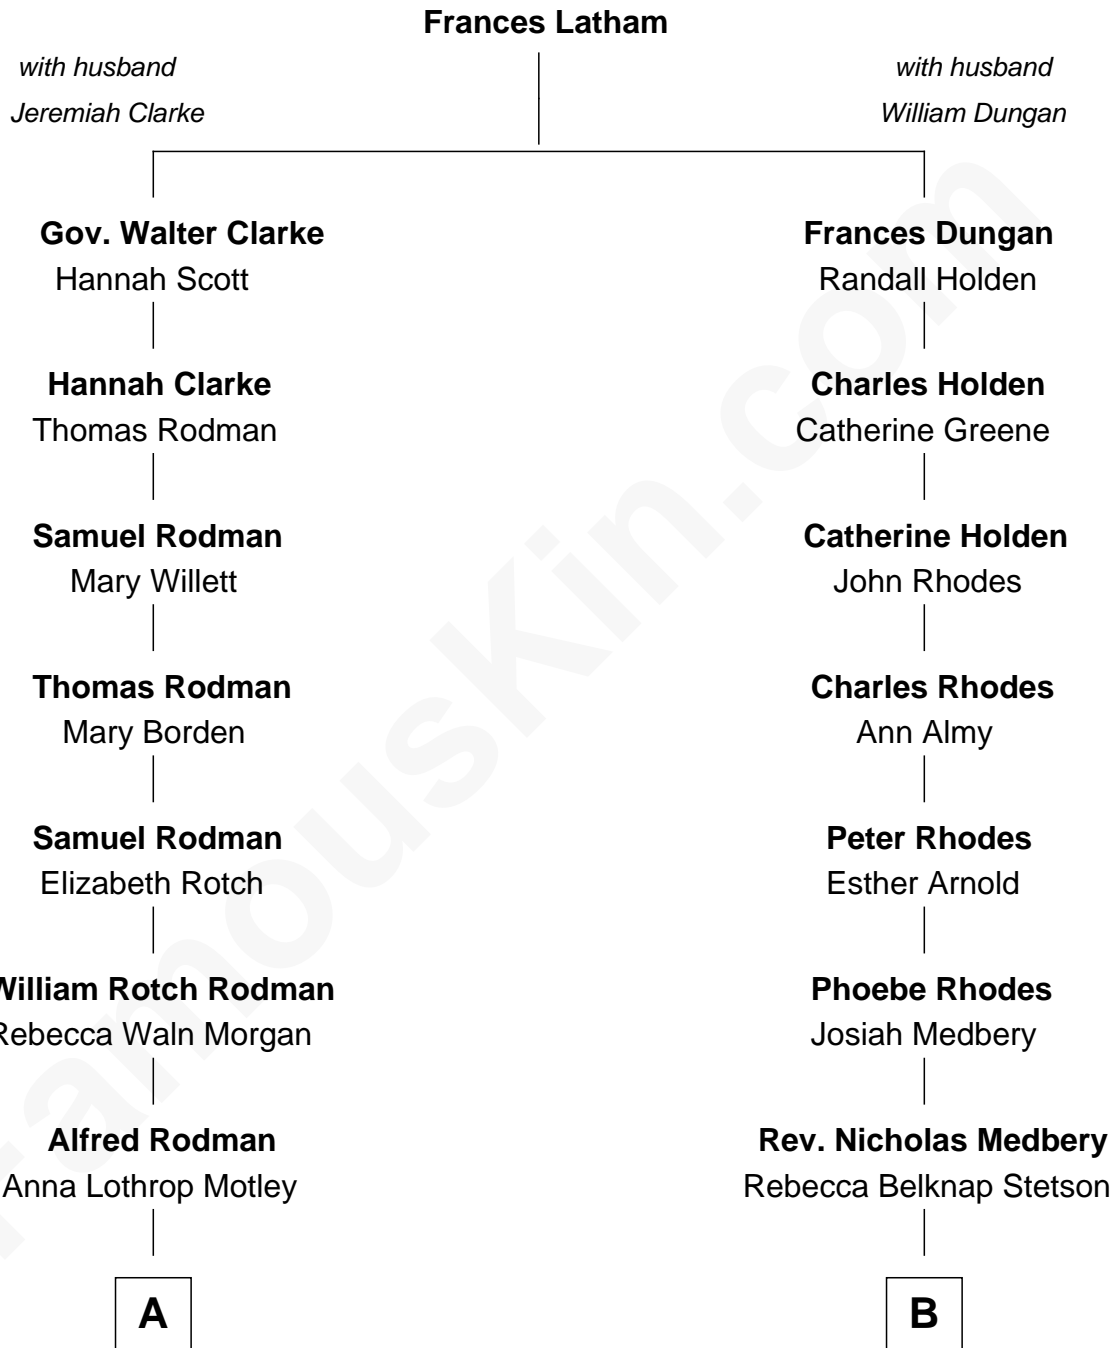 Frances Latham
with husband
Jeremiah Clarke
with husband
William Dungan
Gov. Walter Clarke
Hannah Scott
Frances Dungan
Randall Holden
Hannah Clarke
Thomas Rodman
Charles Holden
Catherine Greene
Samuel Rodman
Mary Willett
Catherine Holden
John Rhodes
Thomas Rodman
Mary Borden
Charles Rhodes
Ann Almy
Samuel Rodman
Elizabeth Rotch
Peter Rhodes
Esther Arnold
William Rotch Rodman
Rebecca Waln Morgan
Phoebe Rhodes
Josiah Medbery
Alfred Rodman
Anna Lothrop Motley
Rev. Nicholas Medbery
Rebecca Belknap Stetson
A
B
FamousKin.com